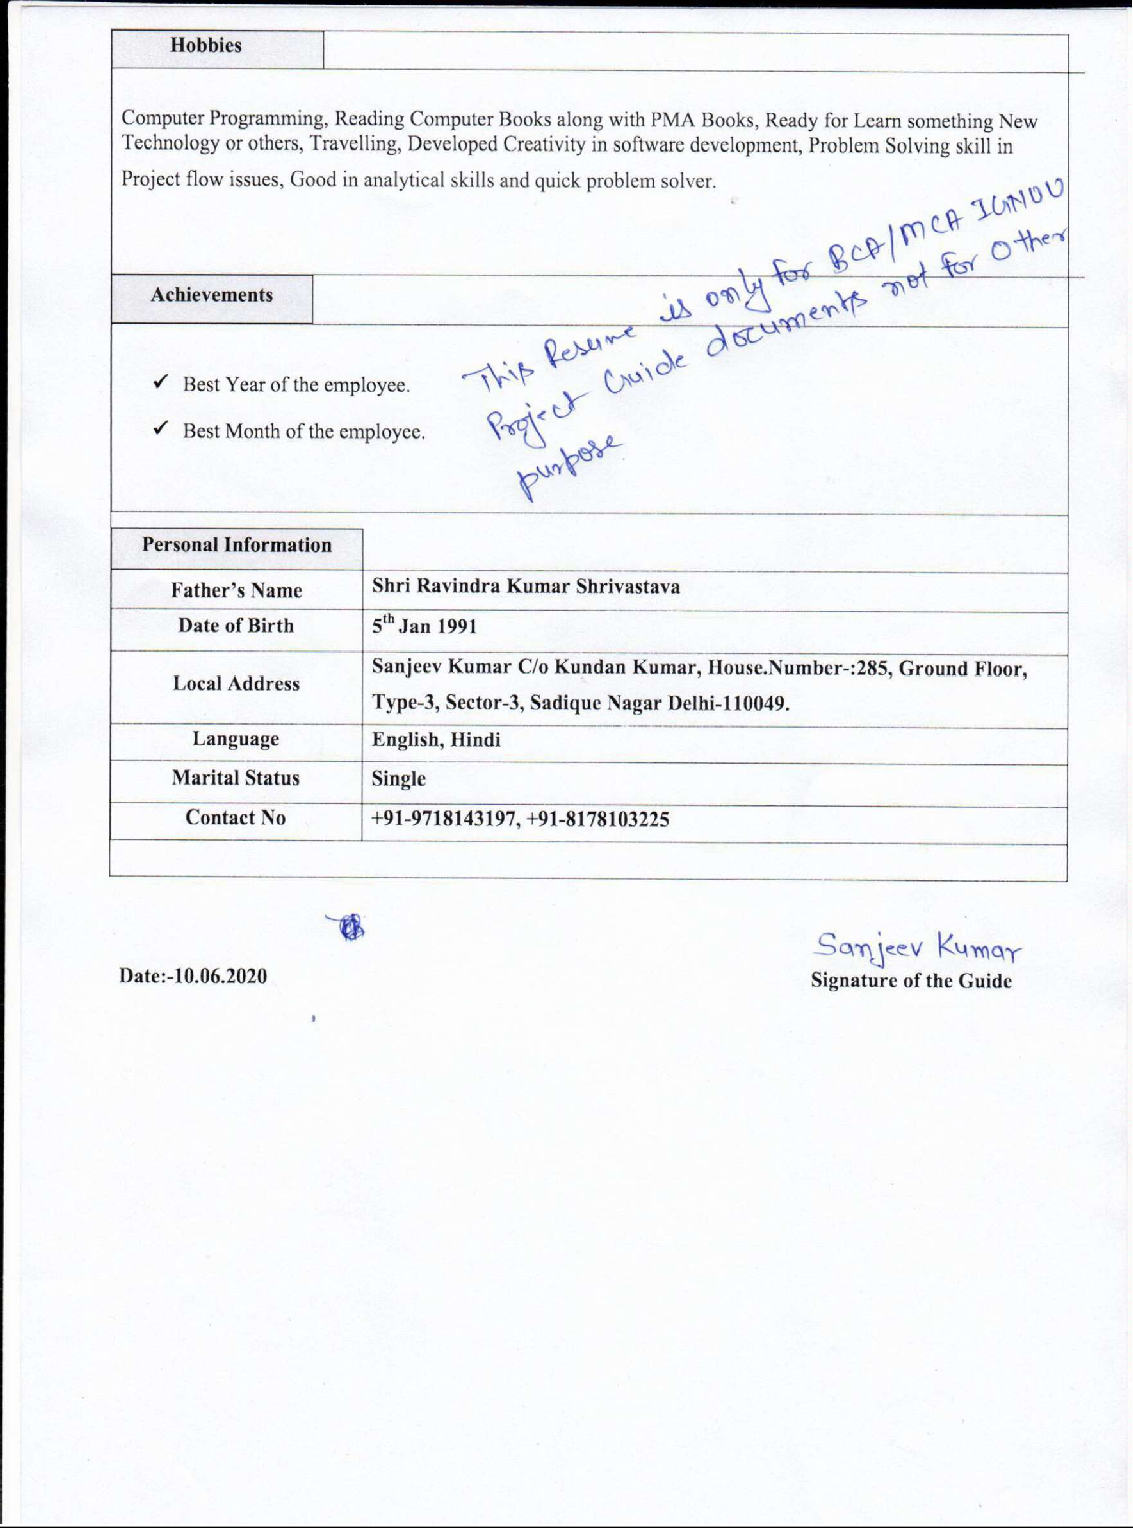 Hobbies
Computer Programming, Reading Computer Books along with PMA Books, Ready for Learn something New
Technology or others, Travelling, Developed Creativity in software development, Problem Solving skill in
Project flow issues, Good in analytical skills and quick problem solver.
Achievements
This Resume is only for BCA/MCA IGNOU
Project Guide documents not for Other
purpose
✓ Best Year of the employee.
✓ Best Month of the employee.
Personal Information
Father's Name Shri Ravindra Kumar Shrivastava
Date of Birth 5th Jan 1991
Local Address Sanjeev Kumar C/o Kundan Kumar, House.Number-:285, Ground Floor,
Type-3, Sector-3, Sadique Nagar Delhi-110049.
Language English, Hindi
Marital Status Single
Contact No +91-9718143197, +91-8178103225
Sanjeev Kumar
Date:-10.06.2020 Signature of the Guide